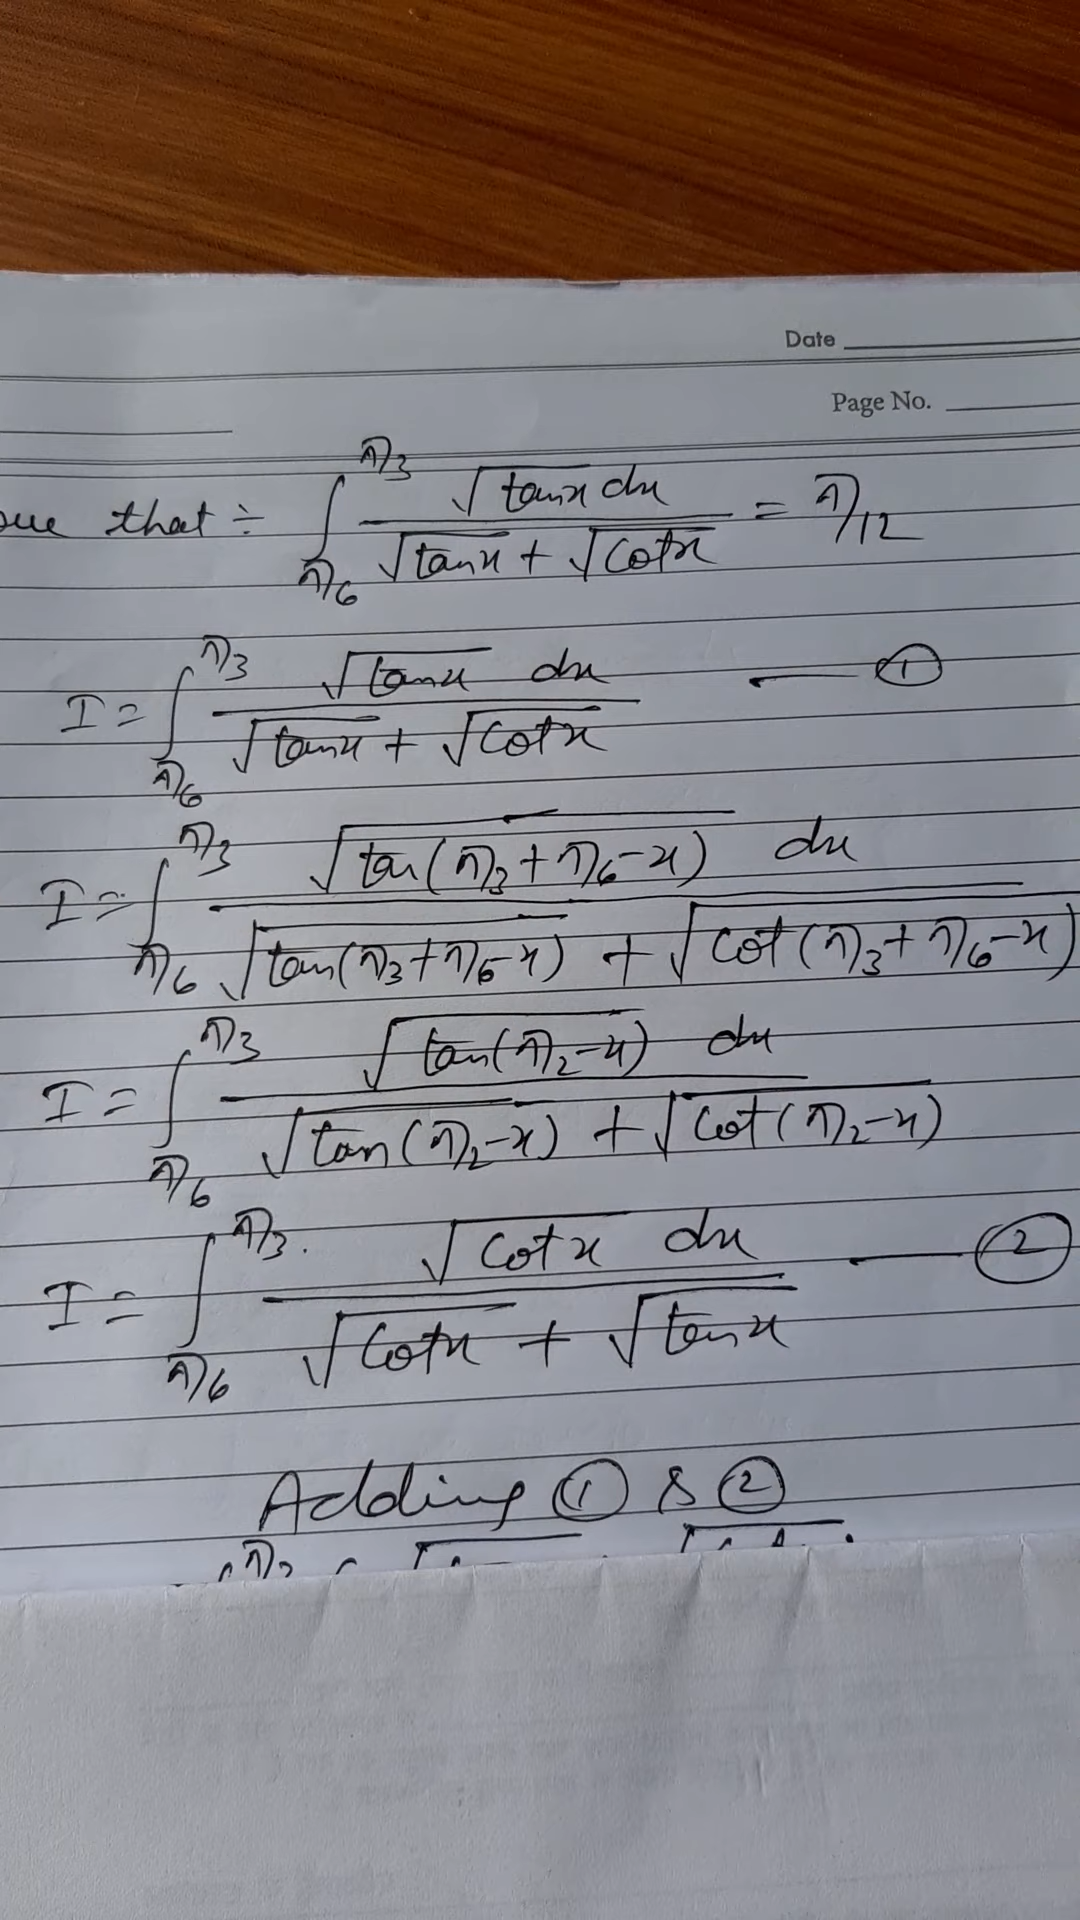 Date
Page No.
that ÷ ∫_{π/6}^{π/3} √tanx dx / (√tanx + √cotx) = π/12
I = ∫_{π/6}^{π/3} √tanx dx / (√tanx + √cotx) — ①
I = ∫_{π/6}^{π/3} √tan(π/3+π/6-x) dx / (√tan(π/3+π/6-x) + √cot(π/3+π/6-x))
I = ∫_{π/6}^{π/3} √tan(π/2-x) dx / (√tan(π/2-x) + √cot(π/2-x))
I = ∫_{π/6}^{π/3} √cotx dx / (√cotx + √tanx) — ②
Adding ① & ②